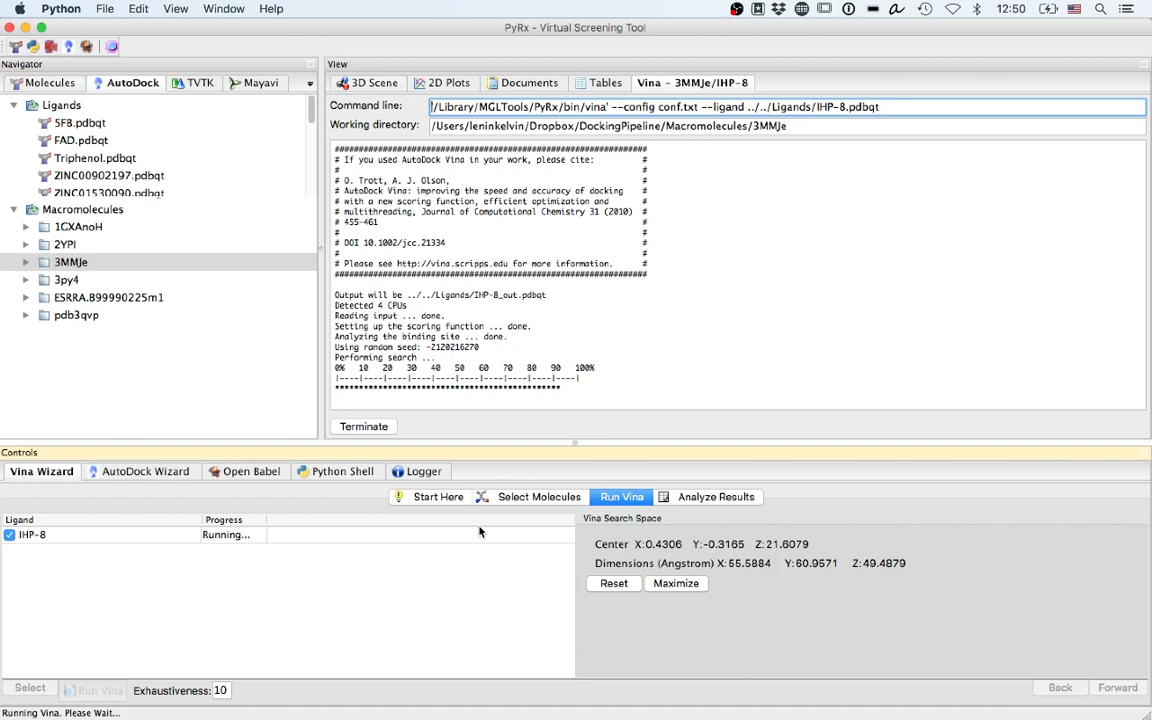 Python File Edit View Window Help 12:50
PyRx - Virtual Screening Tool
Navigator
Molecules AutoDock TVTK Mayavi
Ligands
5FB.pdbqt
FAD.pdbqt
Triphenol.pdbqt
ZINC00902197.pdbqt
ZINC01530090.pdbqt
Macromolecules
1GXAnoH
2YPI
3MMJe
3py4
ESRRA.B99990225m1
pdb3qvp
View
3D Scene 2D Plots Documents Tables Vina - 3MMJe/IHP-8
Command line: '/Library/MGLTools/PyRx/bin/vina' --config conf.txt --ligand ../../Ligands/IHP-8.pdbqt
Working directory: /Users/leninkelvin/Dropbox/DockingPipeline/Macromolecules/3MMJe
#################################################################
# If you used AutoDock Vina in your work, please cite: #
# #
# O. Trott, A. J. Olson, #
# AutoDock Vina: improving the speed and accuracy of docking #
# with a new scoring function, efficient optimization and #
# multithreading, Journal of Computational Chemistry 31 (2010) #
# 455-461 #
# #
# DOI 10.1002/jcc.21334 #
# #
# Please see http://vina.scripps.edu for more information. #
#################################################################
Output will be ../../Ligands/IHP-8_out.pdbqt
Detected 4 CPUs
Reading input ... done.
Setting up the scoring function ... done.
Analyzing the binding site ... done.
Using random seed: -2120216270
Performing search ...
0% 10 20 30 40 50 60 70 80 90 100%
|----|----|----|----|----|----|----|----|----|----|
***********************************************
Terminate
Controls
Vina Wizard AutoDock Wizard Open Babel Python Shell Logger
Start Here Select Molecules Run Vina Analyze Results
Ligand Progress
IHP-8 Running...
Vina Search Space
Center X:0.4306 Y:-0.3165 Z:21.6079
Dimensions (Angstrom) X:55.5884 Y:60.9571 Z:49.4879
Reset Maximize
Select Run Vina Exhaustiveness: 10 Back Forward
Running Vina. Please Wait...